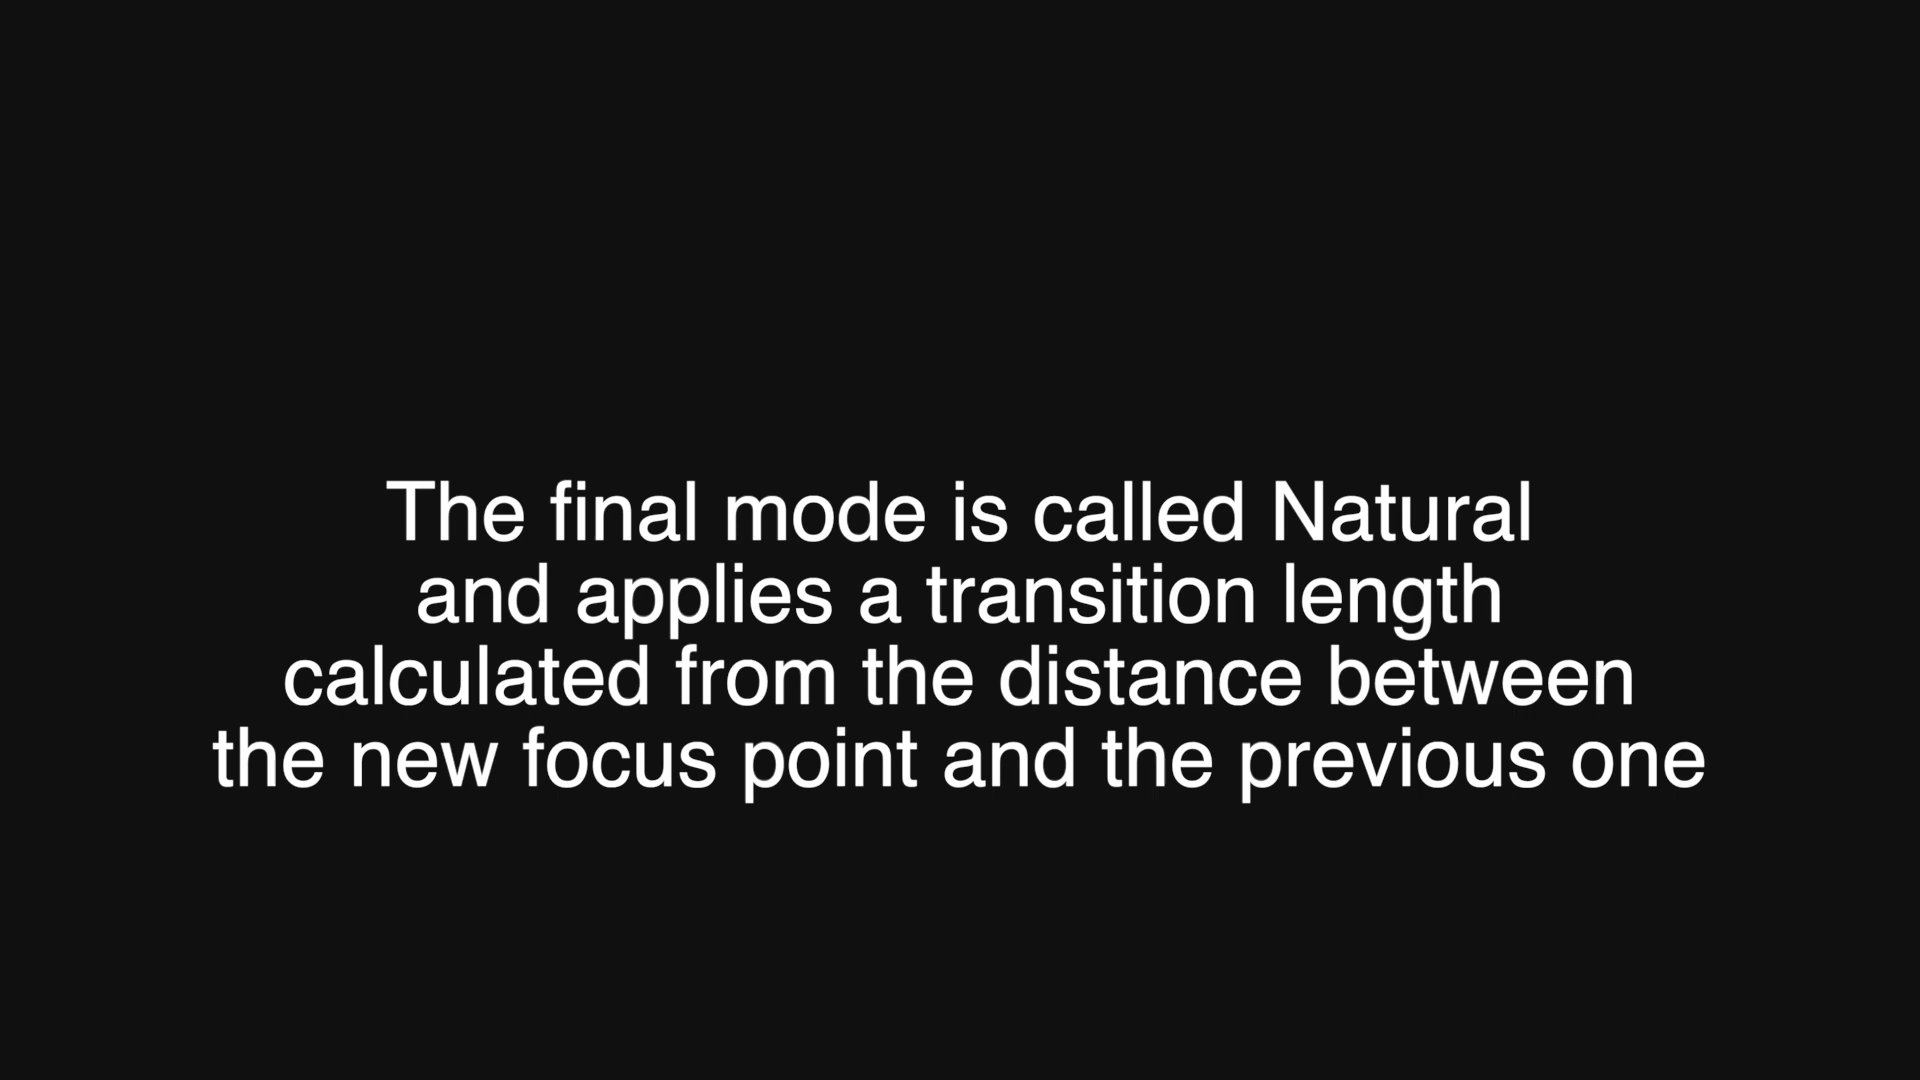 The final mode is called Natural
and applies a transition length
calculated from the distance between
the new focus point and the previous one